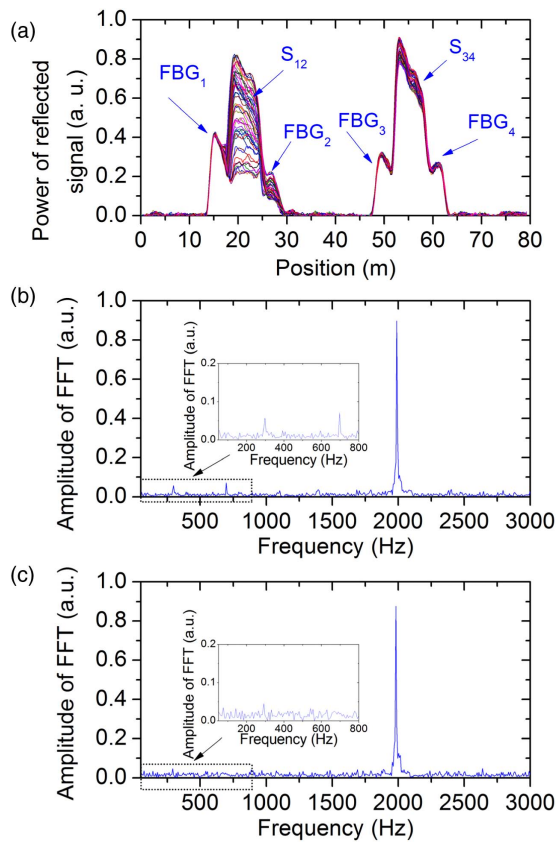 (a)
1.0
0.8
0.6
0.4
0.2
0.0
Power of reflected
signal (a. u.)
FBG1
S12
FBG2
FBG3
S34
FBG4
0 10 20 30 40 50 60 70 80
Position (m)
(b)
1.0
0.8
0.6
0.4
0.2
0.0
Amplitude of FFT (a.u.)
0.2
0.1
0.0
Amplitude of FFT (a.u.)
200 400 600 800
Frequency (Hz)
500 1000 1500 2000 2500 3000
Frequency (Hz)
(c)
1.0
0.8
0.6
0.4
0.2
0.0
Amplitude of FFT (a.u.)
0.2
0.1
0.0
Amplitude of FFT (a.u.)
200 400 600 800
Frequency (Hz)
500 1000 1500 2000 2500 3000
Frequency (Hz)